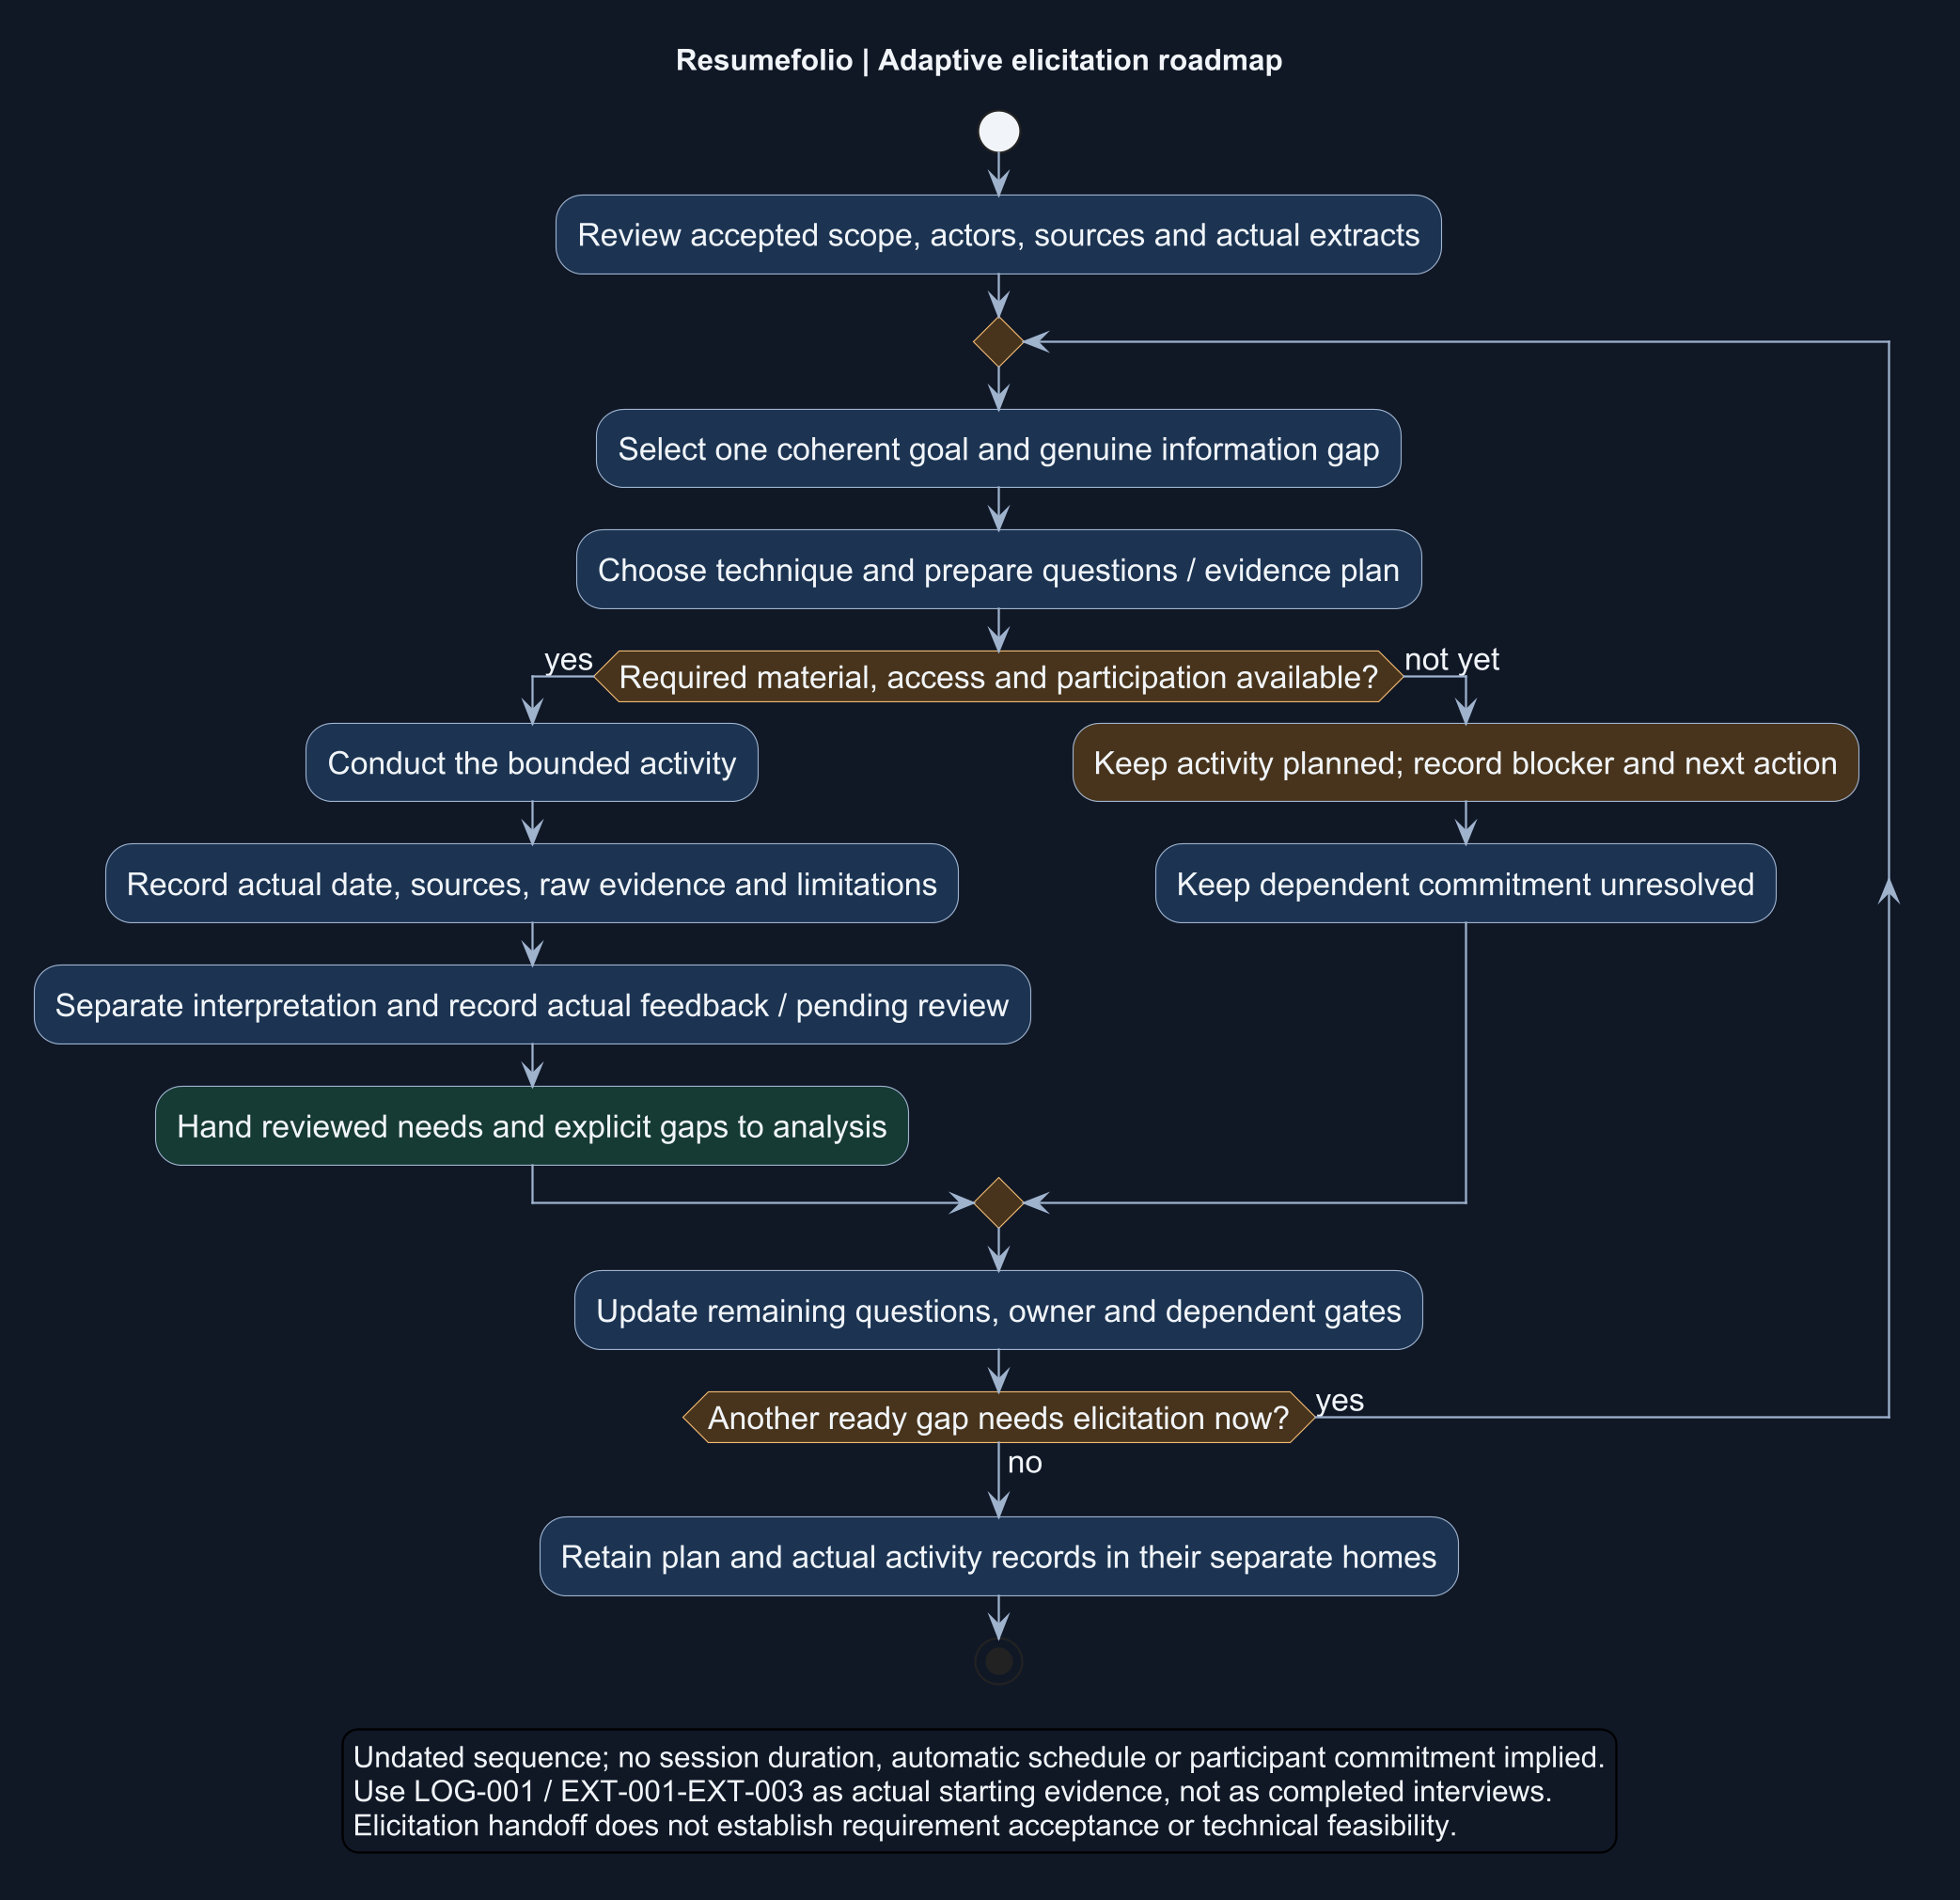 Resumefolio | Adaptive elicitation roadmap
Review accepted scope, actors, sources and actual extracts
Select one coherent goal and genuine information gap
Choose technique and prepare questions / evidence plan
yes
Required material, access and participation available?
not yet
Conduct the bounded activity
Keep activity planned; record blocker and next action
Record actual date, sources, raw evidence and limitations
Keep dependent commitment unresolved
Separate interpretation and record actual feedback / pending review
Hand reviewed needs and explicit gaps to analysis
Update remaining questions, owner and dependent gates
Another ready gap needs elicitation now?
yes
no
Retain plan and actual activity records in their separate homes
Undated sequence; no session duration, automatic schedule or participant commitment implied.
Use LOG-001 / EXT-001-EXT-003 as actual starting evidence, not as completed interviews.
Elicitation handoff does not establish requirement acceptance or technical feasibility.